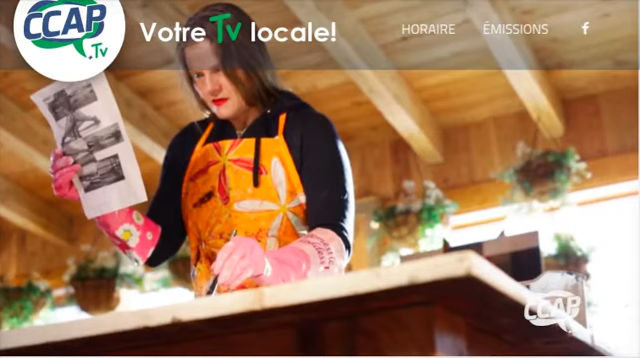 CCAP
.Tv
Votre Tv locale!
HORAIRE
ÉMISSIONS
f
CCAP